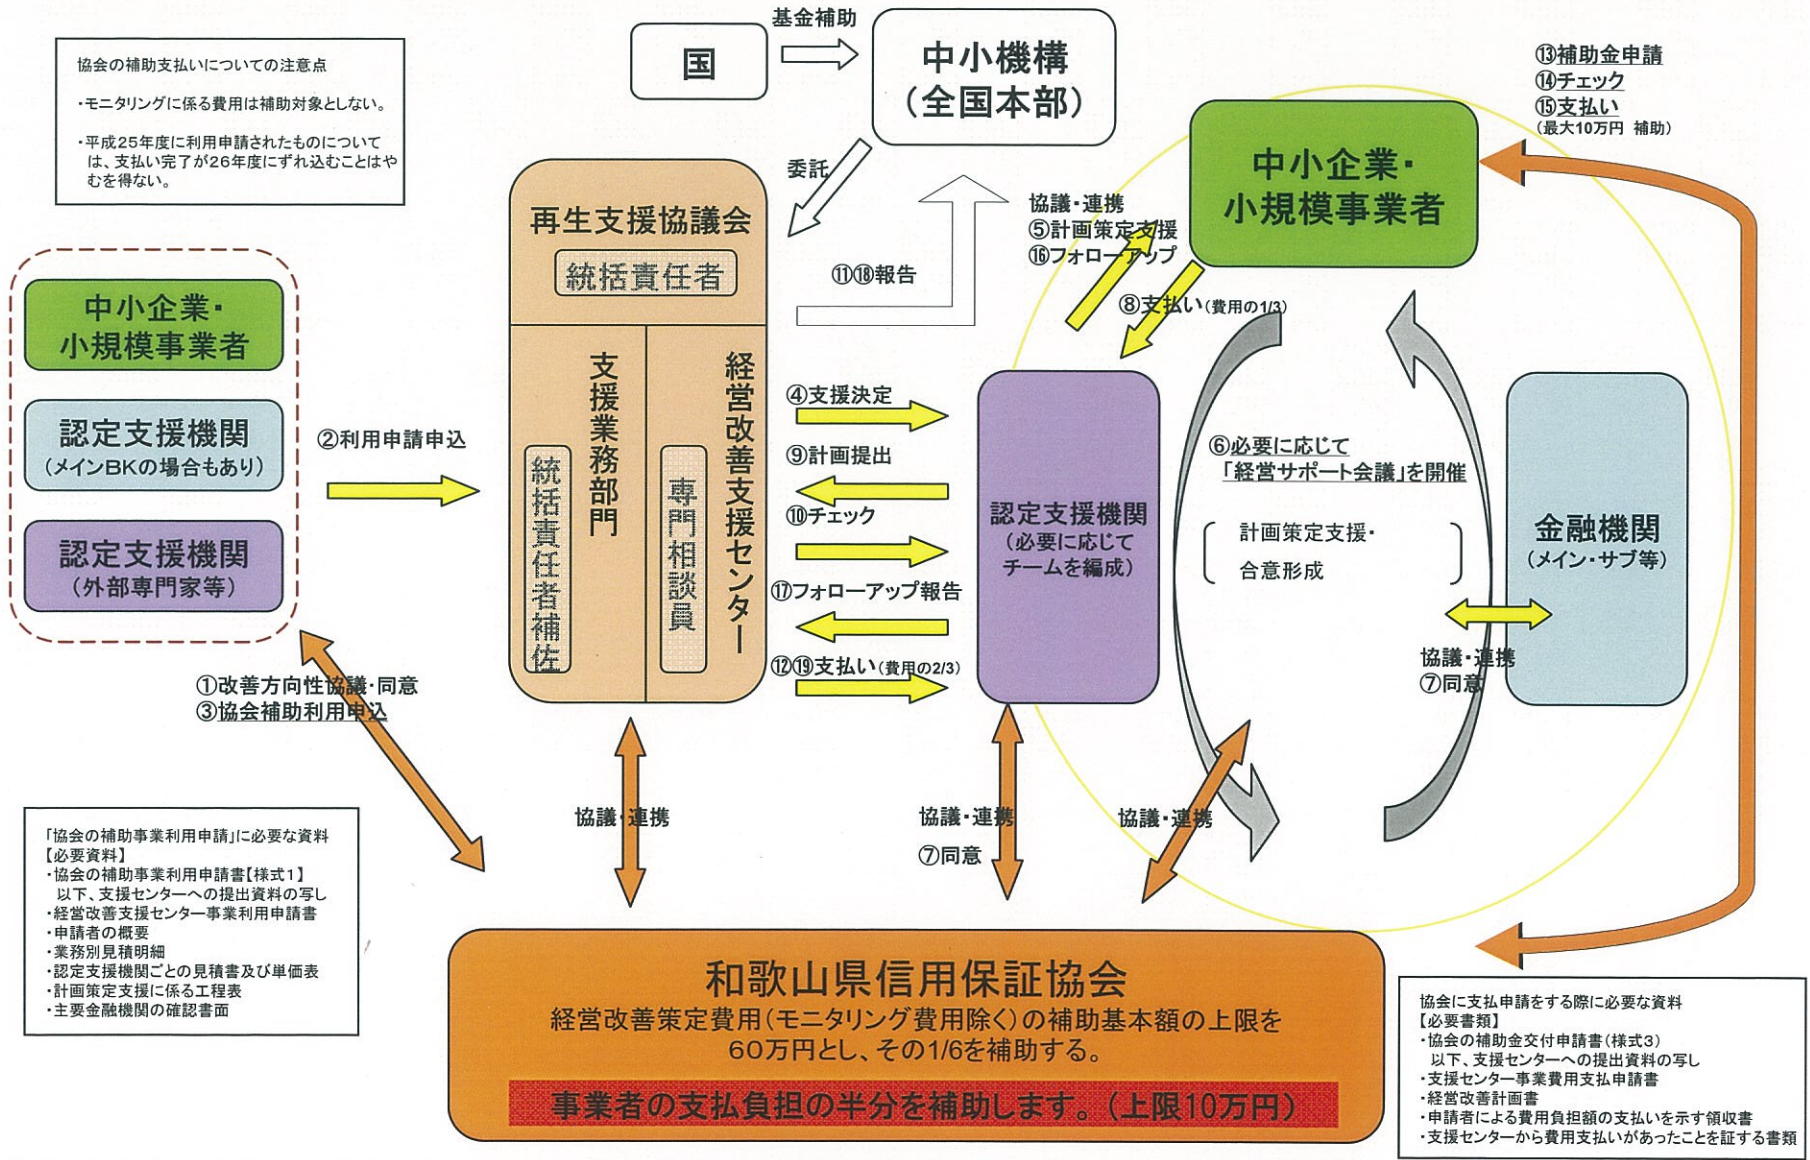 協会の補助支払いについての注意点
・モニタリングに係る費用は補助対象としない。
・平成25年度に利用申請されたものについて
は、支払い完了が26年度にずれ込むことはや
むを得ない。
国
基金補助
中小機構
(全国本部)
委託
⑬補助金申請
⑭チェック
⑮支払い
(最大10万円 補助)
中小企業・
小規模事業者
再生支援協議会
統括責任者
支援業務部門
統括責任者補佐
経営改善支援センター
専門相談員
⑪⑱報告
協議・連携
⑤計画策定支援
⑯フォローアップ
⑧支払い(費用の1/3)
中小企業・
小規模事業者
認定支援機関
(メインBKの場合もあり)
認定支援機関
(外部専門家等)
②利用申請申込
④支援決定
⑨計画提出
⑩チェック
⑰フォローアップ報告
⑫⑲支払い(費用の2/3)
認定支援機関
(必要に応じて
チームを編成)
⑥必要に応じて
「経営サポート会議」を開催
計画策定支援・
合意形成
金融機関
(メイン・サブ等)
協議・連携
⑦同意
①改善方向性協議・同意
③協会補助利用申込
協議・連携
協議・連携
⑦同意
協議・連携
「協会の補助事業利用申請」に必要な資料
【必要資料】
・協会の補助事業利用申請書【様式1】
以下、支援センターへの提出資料の写し
・経営改善支援センター事業利用申請書
・申請者の概要
・業務別見積明細
・認定支援機関ごとの見積書及び単価表
・計画策定支援に係る工程表
・主要金融機関の確認書面
和歌山県信用保証協会
経営改善策定費用(モニタリング費用除く)の補助基本額の上限を
60万円とし、その1/6を補助する。
事業者の支払負担の半分を補助します。(上限10万円)
協会に支払申請をする際に必要な資料
【必要書類】
・協会の補助金交付申請書(様式3)
以下、支援センターへの提出資料の写し
・支援センター事業費用支払申請書
・経営改善計画書
・申請者による費用負担額の支払いを示す領収書
・支援センターから費用支払いがあったことを証する書類